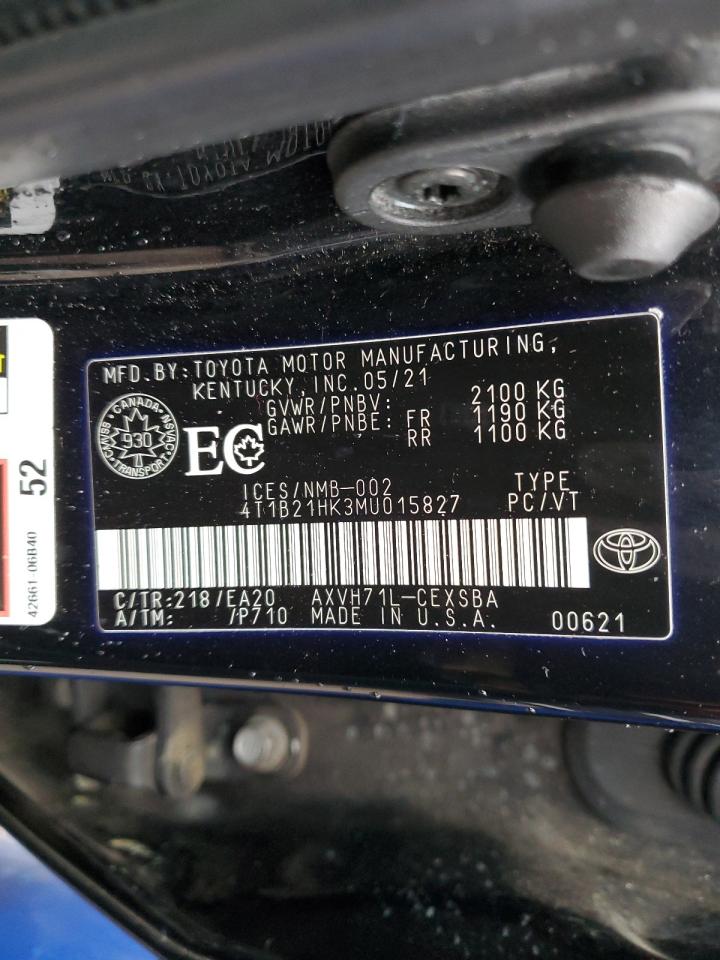 MFD.BY:TOYOTA MOTOR MANUFACTURING,
KENTUCKY,INC.05/21
GVWR/PNBV: 2100 KG
GAWR/PNBE: FR 1190 KG
RR 1100 KG
CANADA
CMVSS NSVAC
930
TRANSPORT
EC
ICES/NMB-002 TYPE
4T1B21HK3MU015827 PC/VT
C/TR:218/EA20 AXVH71L-CEXSBA
A/TM: /P710 MADE IN U.S.A. 00621
52
42661-06B40